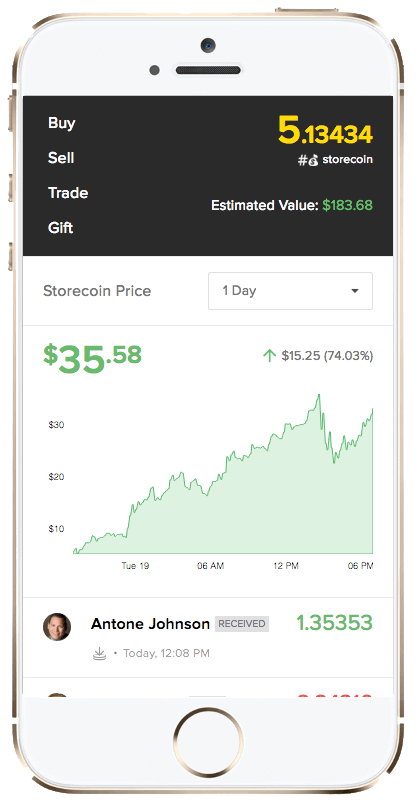 Buy
Sell
Trade
Gift
5.13434
#💰 storecoin
Estimated Value: $183.68
Storecoin Price
1 Day
$35.58
$15.25 (74.03%)
$30
$20
$10
Tue 19
06 AM
12 PM
06 PM
Antone Johnson RECEIVED
1.35353
Today, 12:08 PM